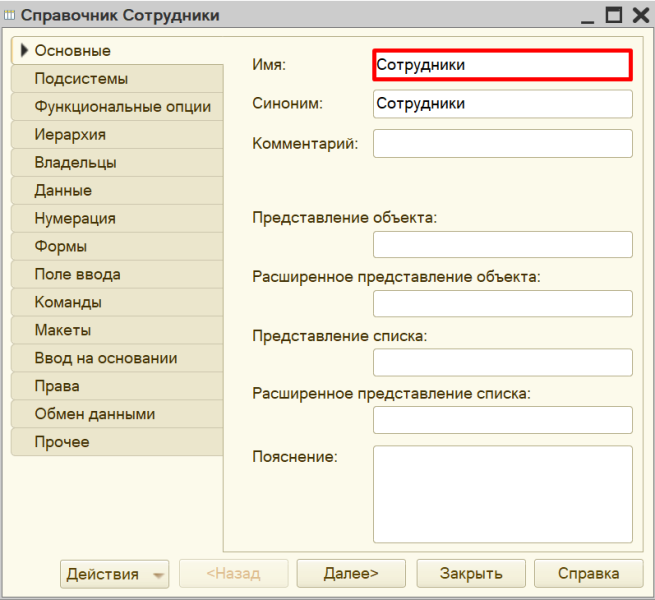 Справочник Сотрудники
Основные
Подсистемы
Функциональные опции
Иерархия
Владельцы
Данные
Нумерация
Формы
Поле ввода
Команды
Макеты
Ввод на основании
Права
Обмен данными
Прочее
Имя: Сотрудники
Синоним: Сотрудники
Комментарий:
Представление объекта:
Расширенное представление объекта:
Представление списка:
Расширенное представление списка:
Пояснение:
Действия <Назад Далее> Закрыть Справка